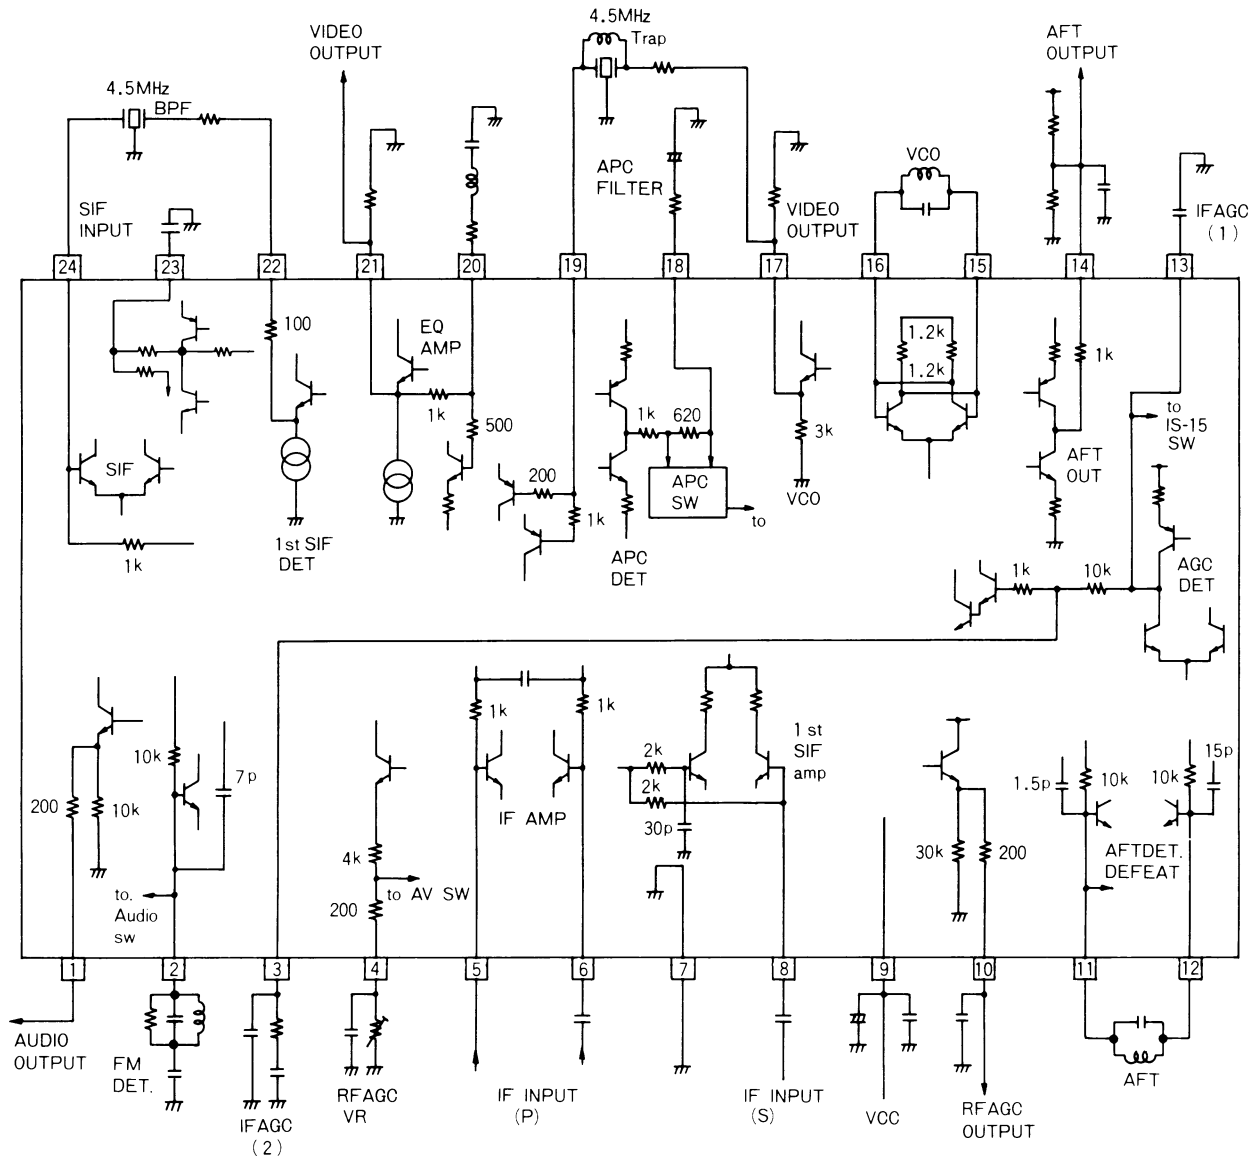 4.5MHz
Trap
VIDEO
OUTPUT
AFT
OUTPUT
4.5MHz
BPF
SIF
INPUT
APC
FILTER
VCO
VIDEO
OUTPUT
IFAGC
(1)
24
23
22
21
20
19
18
17
16
15
14
13
100
EQ
AMP
1k
500
SIF
1k
1st SIF
DET
200
1k
1k
620
APC
SW
to
APC
DET
3k
VCO
1.2k
1.2k
1k
AFT
OUT
to
IS-15
SW
1k
10k
AGC
DET
200
10k
10k
7p
to.
Audio
sw
4k
200
to AV SW
1k
1k
IF AMP
2k
2k
30p
1st
SIF
amp
30k
200
1.5p
10k
10k
15p
AFTDET.
DEFEAT
1
2
3
4
5
6
7
8
9
10
11
12
AUDIO
OUTPUT
FM
DET.
IFAGC
(2)
RFAGC
VR
IF INPUT
(P)
IF INPUT
(S)
VCC
RFAGC
OUTPUT
AFT